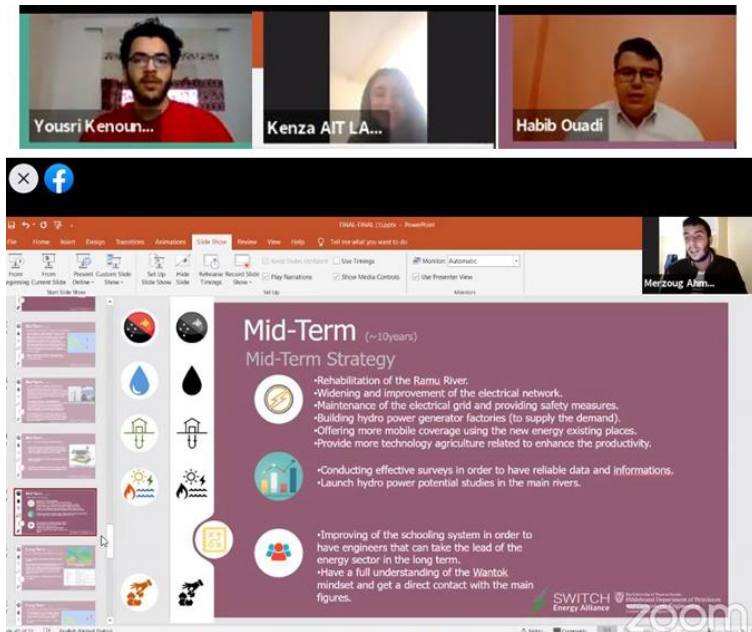 Yousri Kenoun...
Kenza AIT LA...
Habib Ouadi
FINAL-FINAL (1).pptx - PowerPoint
File Home Insert Design Transitions Animations Slide Show Review View Help Tell me what you want to do
From Beginning
From Current Slide
Present Online
Custom Slide Show
Set Up Slide Show
Hide Slide
Rehearse Timings
Record Slide Show
Keep Slides Updated
Use Timings
Play Narrations
Show Media Controls
Monitor: Automatic
Use Presenter View
Start Slide Show
Set Up
Monitors
Merzoug Ahm...
Mid-Term (~10years)
Mid-Term Strategy
•Rehabilitation of the Ramu River.
•Widening and improvement of the electrical network.
•Maintenance of the electrical grid and providing safety measures.
•Building hydro power generator factories (to supply the demand).
•Offering more mobile coverage using the new energy existing places.
•Provide more technology agriculture related to enhance the productivity.
•Conducting effective surveys in order to have reliable data and informations.
•Launch hydro power potential studies in the main rivers.
•Improving of the schooling system in order to
have engineers that can take the lead of the
energy sector in the long term.
•Have a full understanding of the Wantok
mindset and get a direct contact with the main
figures.
SWITCH
Energy Alliance
zoom